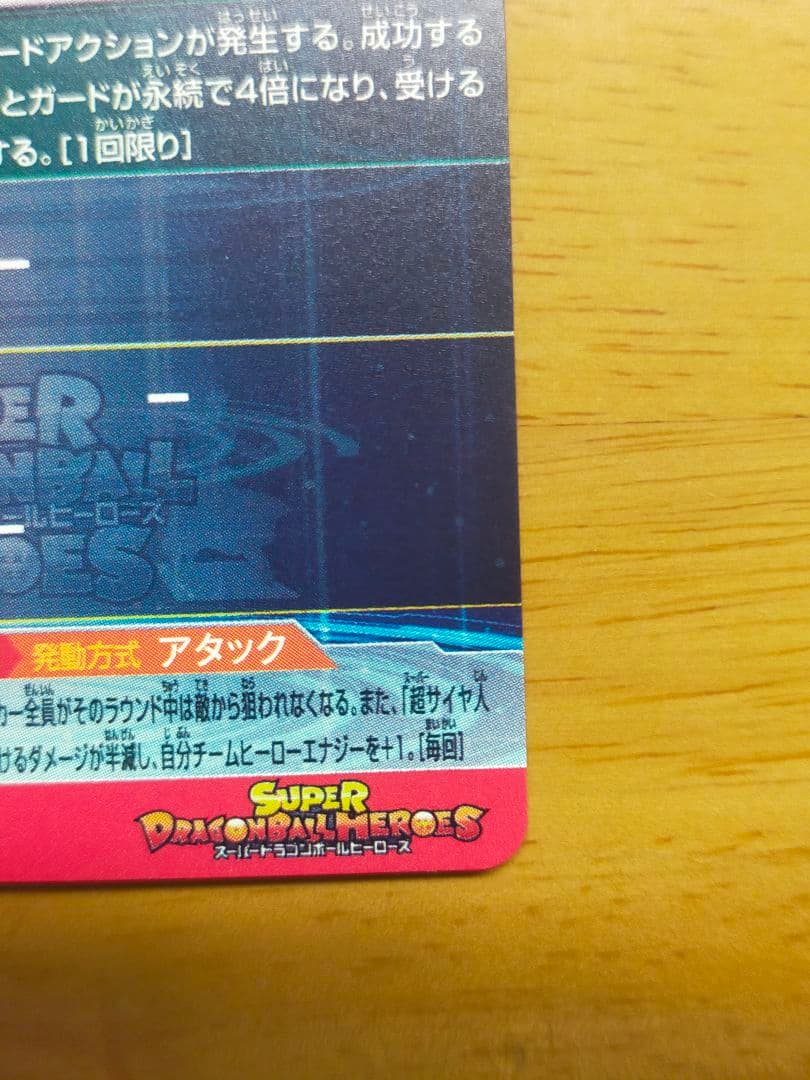 ードアクションが発生する。成功する
とガードが永続で4倍になり、受ける
する。[1回限り]
ER
NBALL
ールヒーローズ
OES
発動方式 アタック
カー全員がそのラウンド中は敵から狙われなくなる。また、「超サイヤ人
けるダメージが半減し、自分チームヒーローエナジーを+1。[毎回]
SUPER
DRAGONBALL HEROES
スーパードラゴンボールヒーローズ